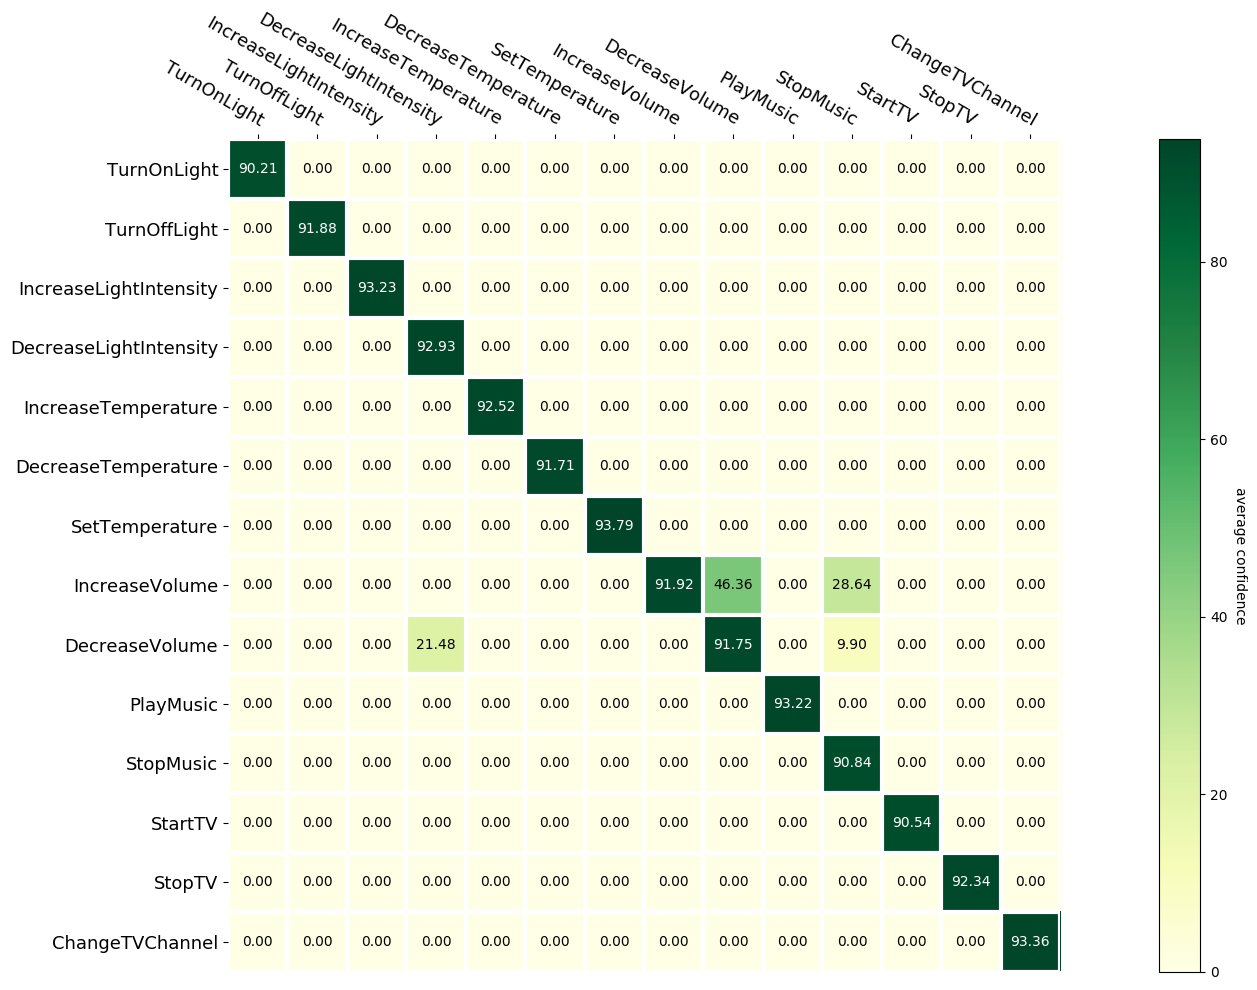 TurnOnLight
TurnOffLight
IncreaseLightIntensity
DecreaseLightIntensity
IncreaseTemperature
DecreaseTemperature
SetTemperature
IncreaseVolume
DecreaseVolume
PlayMusic
StopMusic
StartTV
StopTV
ChangeTVChannel
TurnOnLight 90.21 0.00 0.00 0.00 0.00 0.00 0.00 0.00 0.00 0.00 0.00 0.00 0.00 0.00
TurnOffLight 0.00 91.88 0.00 0.00 0.00 0.00 0.00 0.00 0.00 0.00 0.00 0.00 0.00 0.00
IncreaseLightIntensity 0.00 0.00 93.23 0.00 0.00 0.00 0.00 0.00 0.00 0.00 0.00 0.00 0.00 0.00
DecreaseLightIntensity 0.00 0.00 0.00 92.93 0.00 0.00 0.00 0.00 0.00 0.00 0.00 0.00 0.00 0.00
IncreaseTemperature 0.00 0.00 0.00 0.00 92.52 0.00 0.00 0.00 0.00 0.00 0.00 0.00 0.00 0.00
DecreaseTemperature 0.00 0.00 0.00 0.00 0.00 91.71 0.00 0.00 0.00 0.00 0.00 0.00 0.00 0.00
SetTemperature 0.00 0.00 0.00 0.00 0.00 0.00 93.79 0.00 0.00 0.00 0.00 0.00 0.00 0.00
IncreaseVolume 0.00 0.00 0.00 0.00 0.00 0.00 0.00 91.92 46.36 0.00 28.64 0.00 0.00 0.00
DecreaseVolume 0.00 0.00 0.00 21.48 0.00 0.00 0.00 0.00 91.75 0.00 9.90 0.00 0.00 0.00
PlayMusic 0.00 0.00 0.00 0.00 0.00 0.00 0.00 0.00 0.00 93.22 0.00 0.00 0.00 0.00
StopMusic 0.00 0.00 0.00 0.00 0.00 0.00 0.00 0.00 0.00 0.00 90.84 0.00 0.00 0.00
StartTV 0.00 0.00 0.00 0.00 0.00 0.00 0.00 0.00 0.00 0.00 0.00 90.54 0.00 0.00
StopTV 0.00 0.00 0.00 0.00 0.00 0.00 0.00 0.00 0.00 0.00 0.00 0.00 92.34 0.00
ChangeTVChannel 0.00 0.00 0.00 0.00 0.00 0.00 0.00 0.00 0.00 0.00 0.00 0.00 0.00 93.36
80
60
40
20
0
average confidence